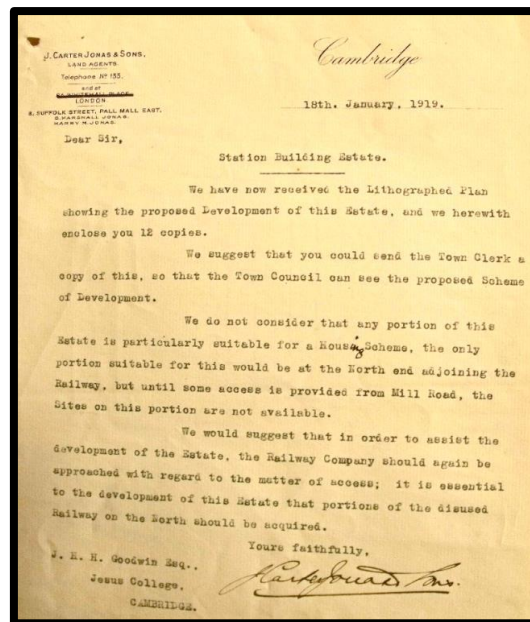 J. CARTER JONAS & SONS,
LAND AGENTS.
Telephone No 133.
and at
LONDON.
8, SUFFOLK STREET, PALL MALL EAST.
S. MARSHALL JONAS.
HARRY M. JONAS.
Cambridge
18th. January, 1919.
Dear Sir,
Station Building Estate.
We have now received the Lithographed Plan
showing the proposed Development of this Estate, and we herewith
enclose you 12 copies.
We suggest that you could send the Town Clerk a
copy of this, so that the Town Council can see the proposed Scheme
of Development.
We do not consider that any portion of this
Estate is particularly suitable for a Housing Scheme, the only
portion suitable for this would be at the North end adjoining the
Railway, but until some access is provided from Mill Road, the
Sites on this portion are not available.
We would suggest that in order to assist the
development of the Estate, the Railway Company should again be
approached with regard to the matter of access; it is essential
to the development of this Estate that portions of the disused
Railway on the North should be acquired.
Yours faithfully,
J Carter Jonas & Sons.
J. H. H. Goodwin Esq.,
Jesus College,
CAMBRIDGE.